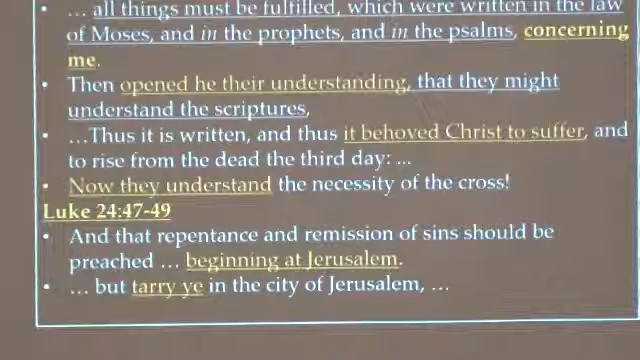 • … all things must be fulfilled, which were written in the law
of Moses, and in the prophets, and in the psalms, concerning
me.
• Then opened he their understanding, that they might
understand the scriptures,
• …Thus it is written, and thus it behoved Christ to suffer, and
to rise from the dead the third day: ...
• Now they understand the necessity of the cross!
Luke 24:47-49
• And that repentance and remission of sins should be
preached … beginning at Jerusalem.
• … but tarry ye in the city of Jerusalem, …